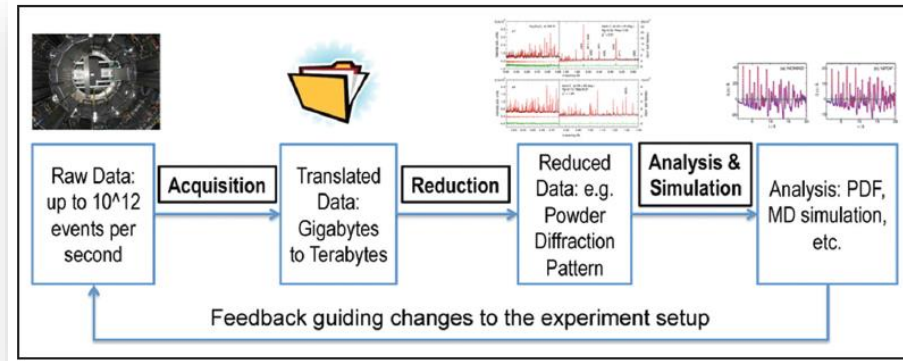 Raw Data:
up to 10^12
events per
second
Acquisition
Translated
Data:
Gigabytes
to Terabytes
Reduction
Reduced
Data: e.g.
Powder
Diffraction
Pattern
Analysis &
Simulation
Analysis: PDF,
MD simulation,
etc.
Feedback guiding changes to the experiment setup